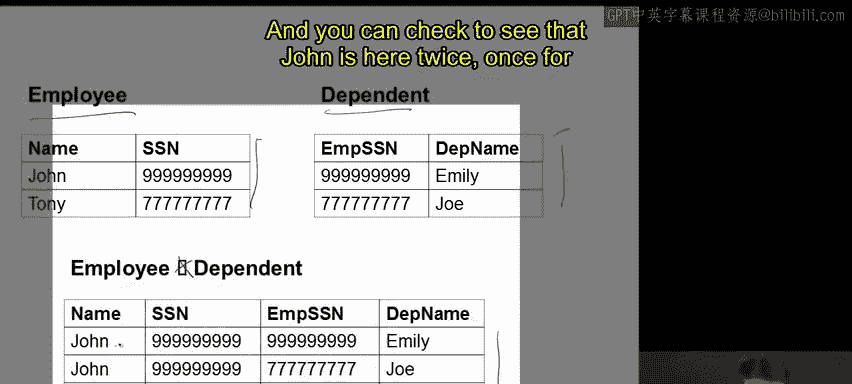 And you can check to see that
John is here twice, once for
GPT中英字幕课程资源@bilibili.com
Employee
Dependent
Name SSN
John 999999999
Tony 777777777
EmpSSN DepName
999999999 Emily
777777777 Joe
Employee Dependent
Name SSN EmpSSN DepName
John 999999999 999999999 Emily
John 999999999 777777777 Joe